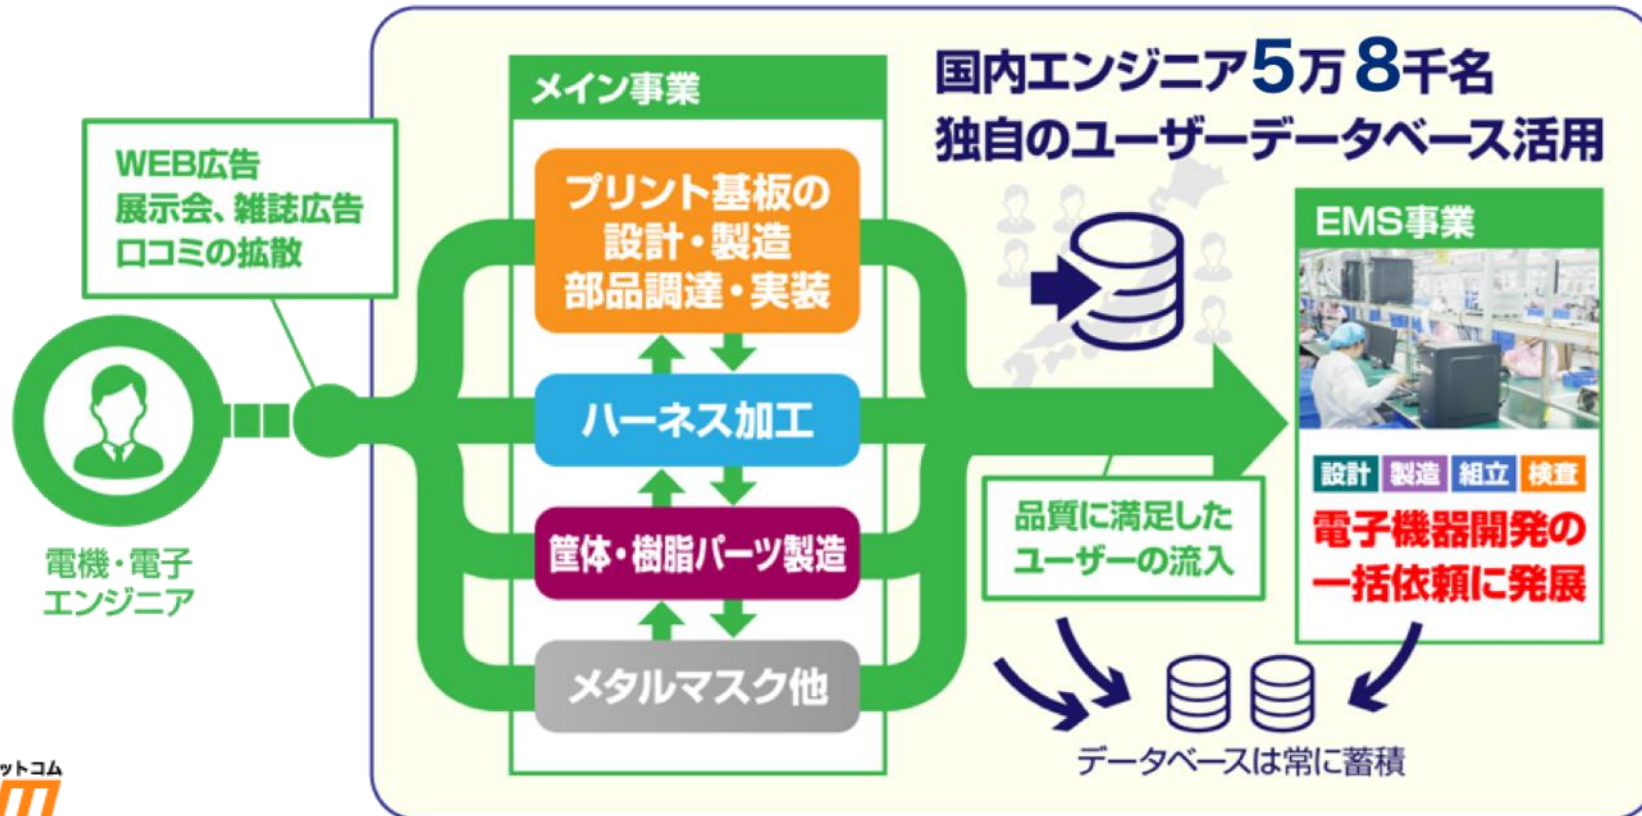 国内エンジニア5万8千名
独自のユーザーデータベース活用
メイン事業
WEB広告
展示会、雑誌広告
口コミの拡散
プリント基板の
設計・製造
部品調達・実装
ハーネス加工
筐体・樹脂パーツ製造
メタルマスク他
電機・電子
エンジニア
EMS事業
設計 製造 組立 検査
電子機器開発の
一括依頼に発展
品質に満足した
ユーザーの流入
データベースは常に蓄積
ットコム